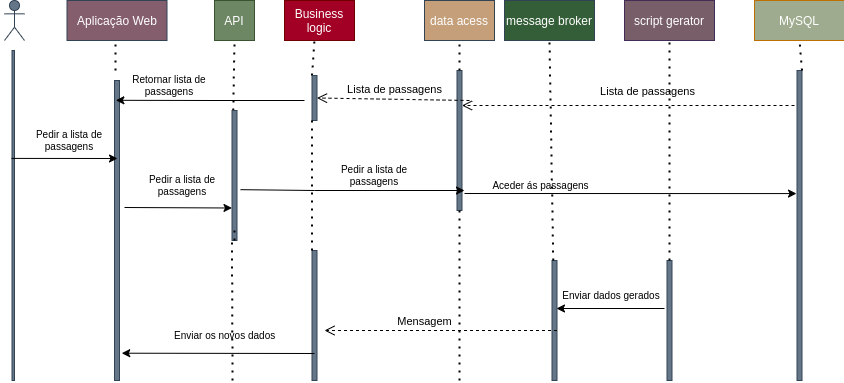 Aplicação Web
API
Business
logic
data acess
message broker
script gerator
MySQL
Retornar lista de
passagens
Lista de passagens
Lista de passagens
Pedir a lista de
passagens
Pedir a lista de
passagens
Pedir a lista de
passagens
Aceder ás passagens
Enviar dados gerados
Mensagem
Enviar os novos dados